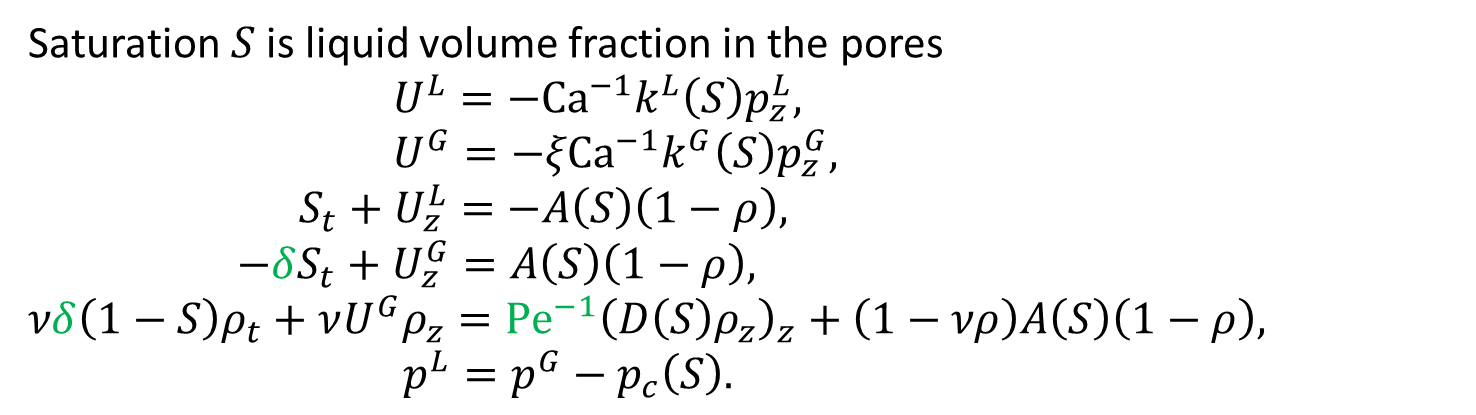 Saturation S is liquid volume fraction in the pores
U^L = −Ca^−1 k^L(S)p_z^L,
U^G = −ξCa^−1 k^G(S)p_z^G,
S_t + U_z^L = −A(S)(1 − ρ),
−δS_t + U_z^G = A(S)(1 − ρ),
νδ(1 − S)ρ_t + νU^G ρ_z = Pe^−1(D(S)ρ_z)_z + (1 − νρ)A(S)(1 − ρ),
p^L = p^G − p_c(S).